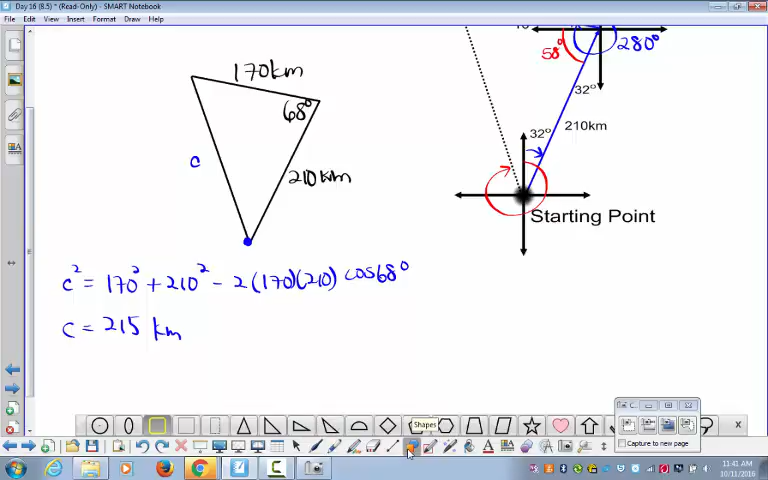 Day 16 (8.5) * (Read-Only) - SMART Notebook
File Edit View Insert Format Tools Draw Help
170km
68°
c
210km
c² = 170² + 210² - 2(170)(210) cos68°
c = 215 km
58°
280°
32°
32°
210km
Starting Point
Shapes
Capture to new page
11:41 AM
10/11/2016